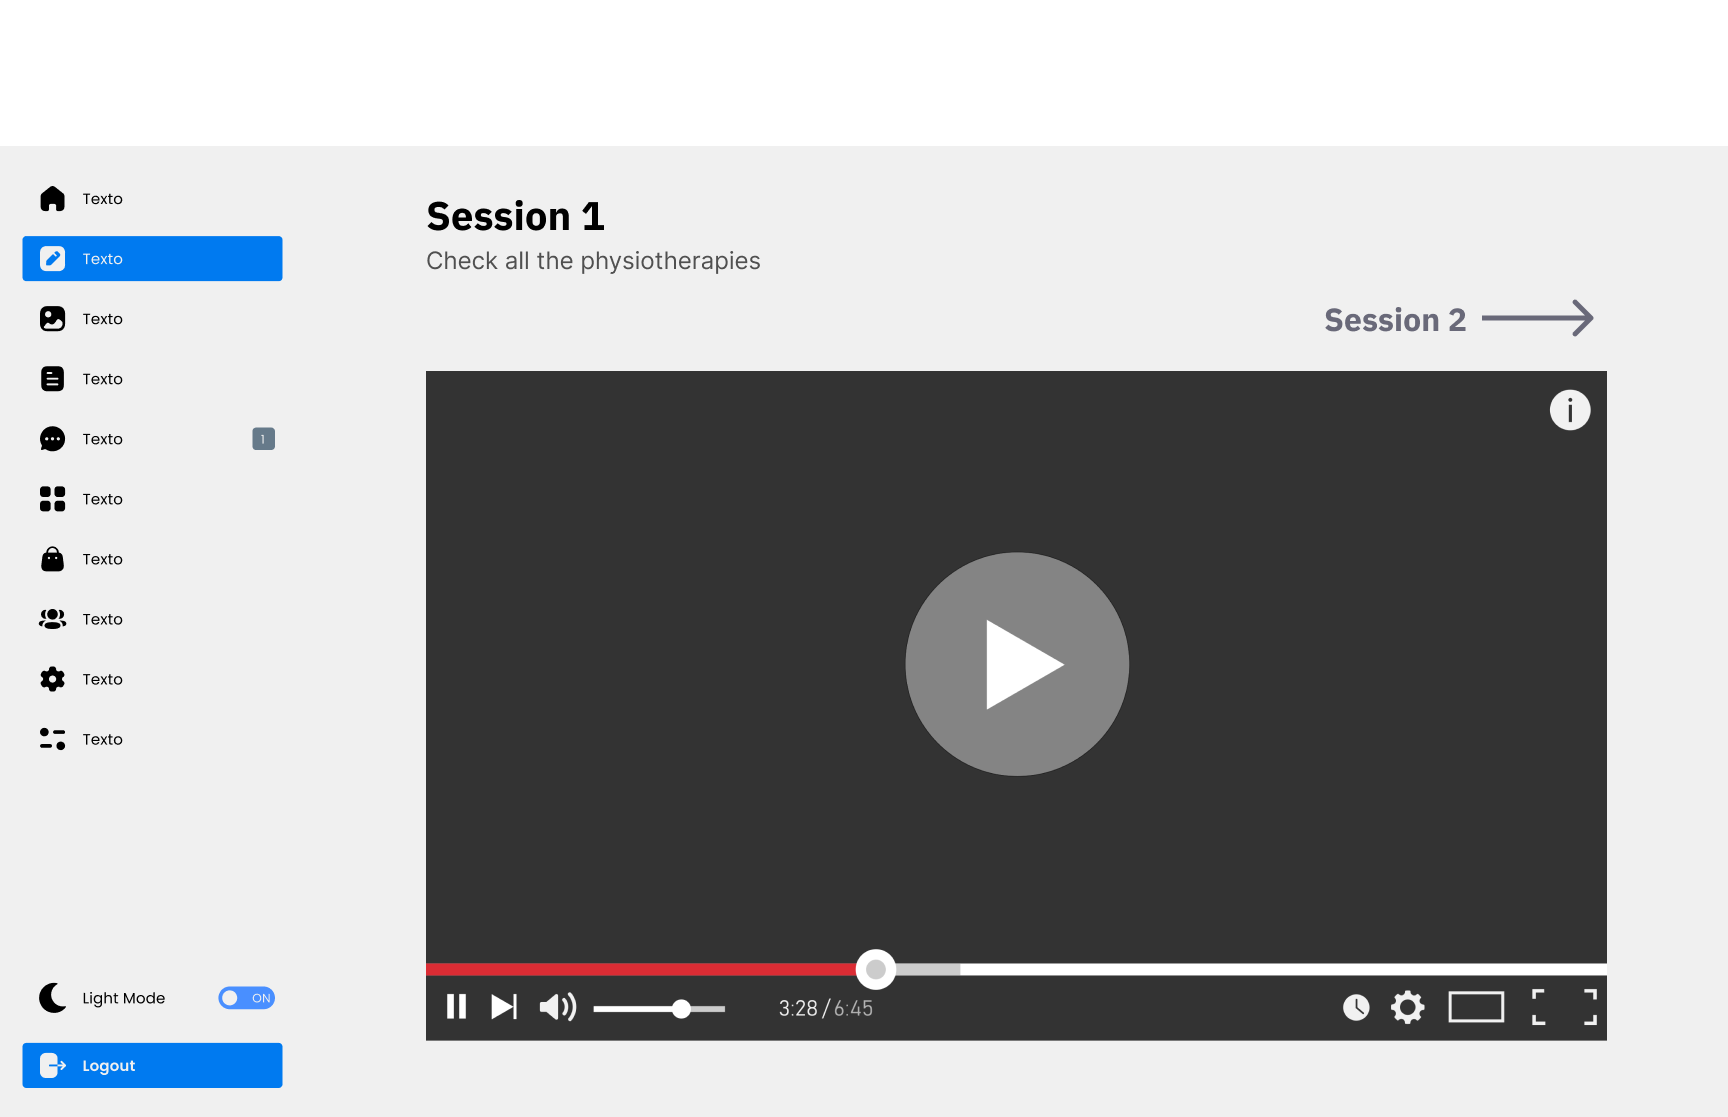 Texto
Texto
Texto
Texto
Texto
1
Texto
Texto
Texto
Texto
Texto
Light Mode
ON
Logout
Session 1
Check all the physiotherapies
Session 2
i
3:28 / 6:45